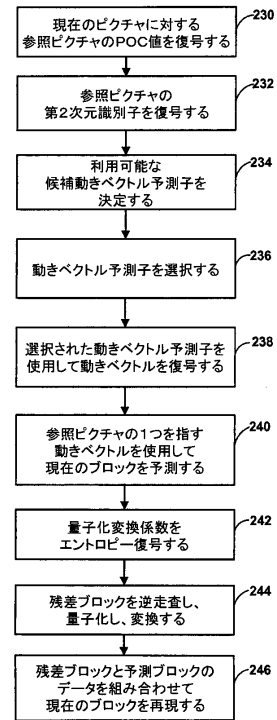 現在のピクチャに対する
参照ピクチャのPOC値を復号する
230
参照ピクチャの
第2次元識別子を復号する
232
利用可能な
候補動きベクトル予測子を
決定する
234
動きベクトル予測子を選択する
236
選択された動きベクトル予測子を
使用して動きベクトルを復号する
238
参照ピクチャの1つを指す
動きベクトルを使用して
現在のブロックを予測する
240
量子化変換係数を
エントロピー復号する
242
残差ブロックを逆走査し、
量子化し、変換する
244
残差ブロックと予測ブロックの
データを組み合わせて
現在のブロックを再現する
246